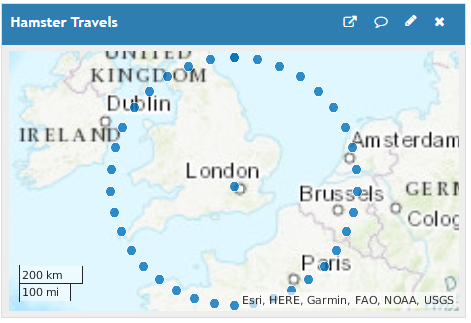 Hamster Travels
UNITED
KINGDOM
Dublin
IRELAND
Amsterdam
London
Brussels
GERM
Colog
Paris
200 km
100 mi
Esri, HERE, Garmin, FAO, NOAA, USGS